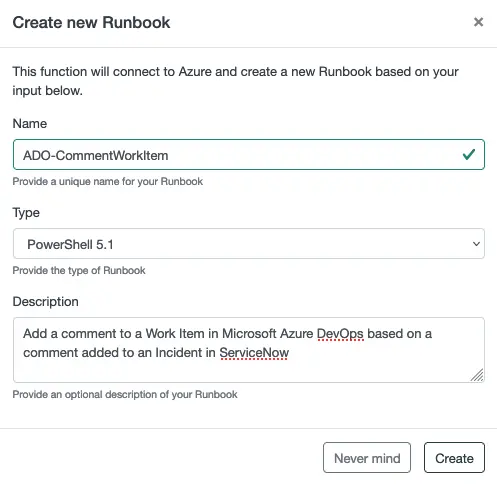 Create new Runbook ×
This function will connect to Azure and create a new Runbook based on your
input below.
Name
ADO-CommentWorkItem
Provide a unique name for your Runbook
Type
PowerShell 5.1
Provide the type of Runbook
Description
Add a comment to a Work Item in Microsoft Azure DevOps based on a
comment added to an Incident in ServiceNow
Provide an optional description of your Runbook
Never mind Create